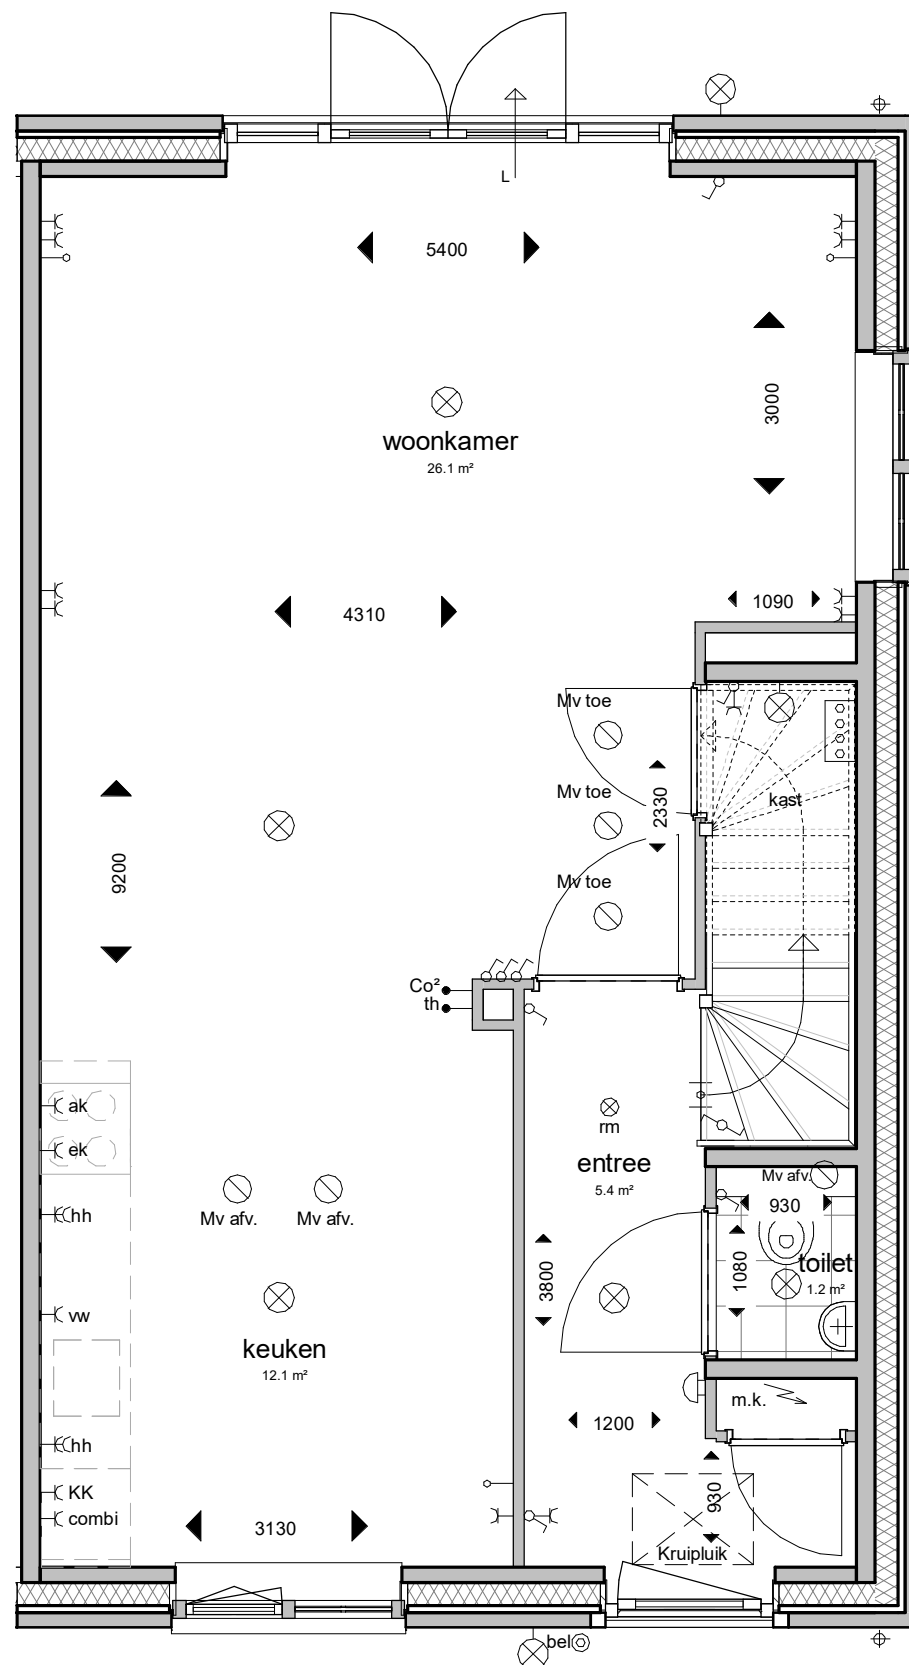 L
5400
3000
woonkamer
26.1 m²
4310
1090
Mv toe
Mv toe
2330
kast
9200
Mv toe
Co²
th
ak
ek
rm
entree
5.4 m²
hh
Mv afv.
Mv afv.
Mv afv.
930
1080
toilet
1.2 m²
3800
vw
keuken
12.1 m²
m.k.
1200
hh
KK
combi
930
3130
Kruipluik
bel